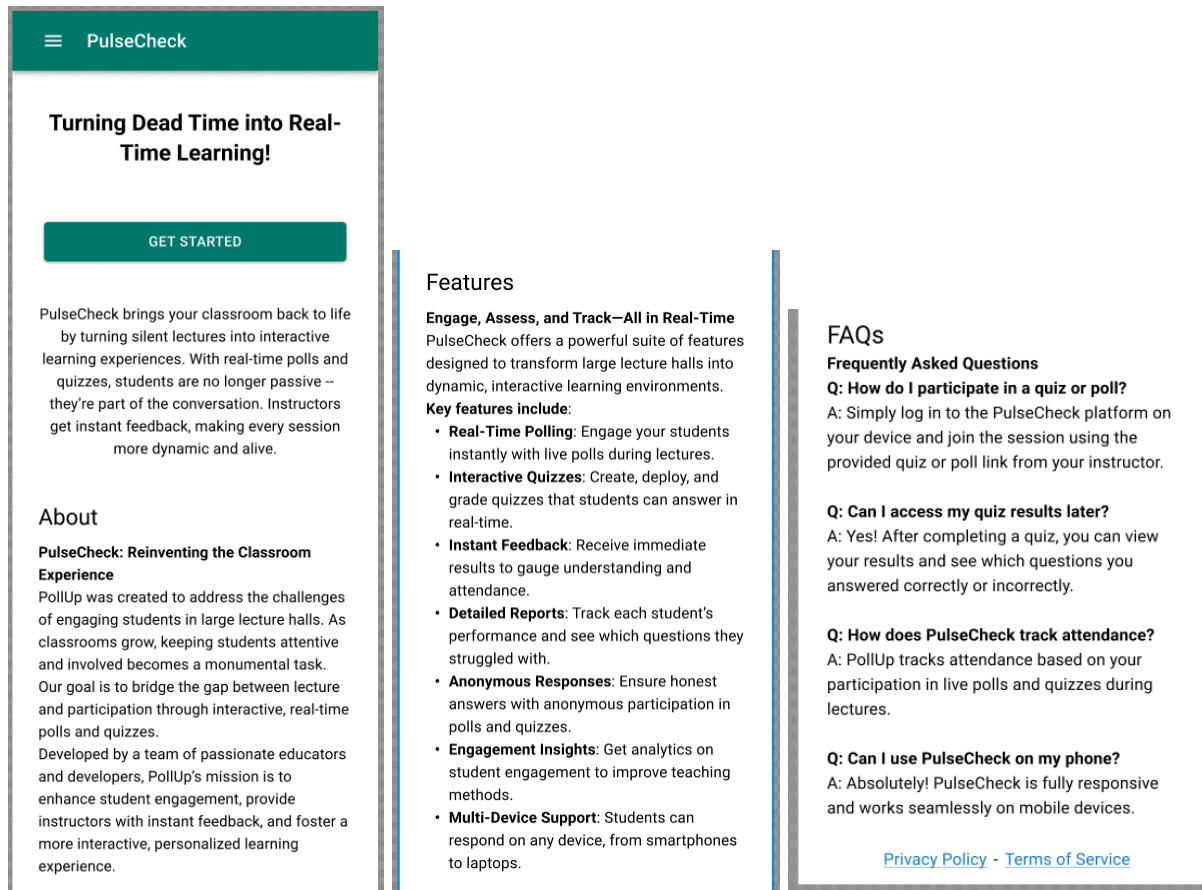 PulseCheck
Turning Dead Time into Real-
Time Learning!
GET STARTED
PulseCheck brings your classroom back to life
by turning silent lectures into interactive
learning experiences. With real-time polls and
quizzes, students are no longer passive --
they're part of the conversation. Instructors
get instant feedback, making every session
more dynamic and alive.
About
PulseCheck: Reinventing the Classroom
Experience
PollUp was created to address the challenges
of engaging students in large lecture halls. As
classrooms grow, keeping students attentive
and involved becomes a monumental task.
Our goal is to bridge the gap between lecture
and participation through interactive, real-time
polls and quizzes.
Developed by a team of passionate educators
and developers, PollUp's mission is to
enhance student engagement, provide
instructors with instant feedback, and foster a
more interactive, personalized learning
experience.
Features
Engage, Assess, and Track—All in Real-Time
PulseCheck offers a powerful suite of features
designed to transform large lecture halls into
dynamic, interactive learning environments.
Key features include:
• Real-Time Polling: Engage your students
instantly with live polls during lectures.
• Interactive Quizzes: Create, deploy, and
grade quizzes that students can answer in
real-time.
• Instant Feedback: Receive immediate
results to gauge understanding and
attendance.
• Detailed Reports: Track each student's
performance and see which questions they
struggled with.
• Anonymous Responses: Ensure honest
answers with anonymous participation in
polls and quizzes.
• Engagement Insights: Get analytics on
student engagement to improve teaching
methods.
• Multi-Device Support: Students can
respond on any device, from smartphones
to laptops.
FAQs
Frequently Asked Questions
Q: How do I participate in a quiz or poll?
A: Simply log in to the PulseCheck platform on
your device and join the session using the
provided quiz or poll link from your instructor.
Q: Can I access my quiz results later?
A: Yes! After completing a quiz, you can view
your results and see which questions you
answered correctly or incorrectly.
Q: How does PulseCheck track attendance?
A: PollUp tracks attendance based on your
participation in live polls and quizzes during
lectures.
Q: Can I use PulseCheck on my phone?
A: Absolutely! PulseCheck is fully responsive
and works seamlessly on mobile devices.
Privacy Policy - Terms of Service